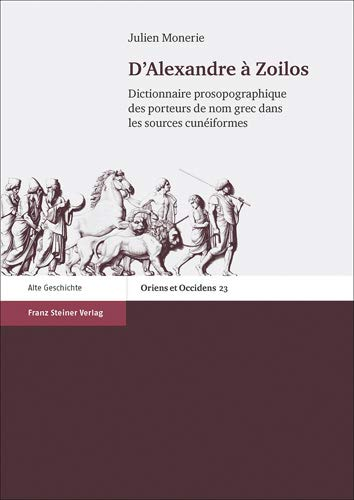 Julien Monerie
D’Alexandre à Zoilos
Dictionnaire prosopographique
des porteurs de nom grec dans
les sources cunéiformes
Alte Geschichte
Oriens et Occidens 23
Franz Steiner Verlag